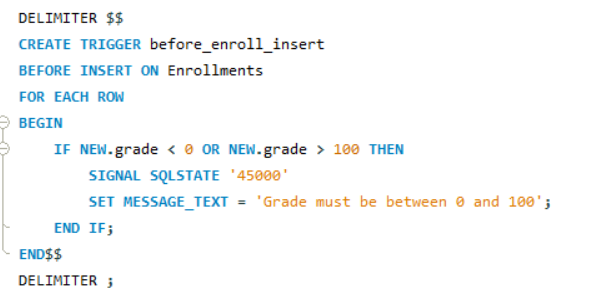 DELIMITER $$
CREATE TRIGGER before_enroll_insert
BEFORE INSERT ON Enrollments
FOR EACH ROW
BEGIN
    IF NEW.grade < 0 OR NEW.grade > 100 THEN
        SIGNAL SQLSTATE '45000'
        SET MESSAGE_TEXT = 'Grade must be between 0 and 100';
    END IF;
END$$
DELIMITER ;